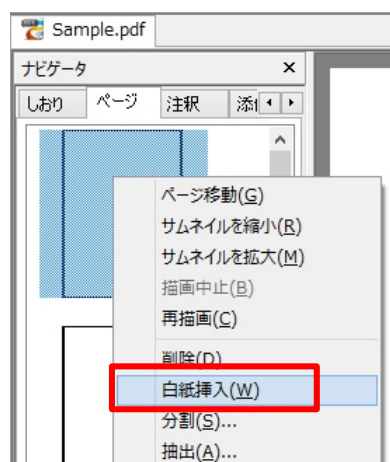 Sample.pdf
ナビゲータ ×
しおり ページ 注釈
ページ移動(G)
サムネイルを縮小(R)
サムネイルを拡大(M)
描画中止(B)
再描画(C)
削除(D)
白紙挿入(W)
分割(S)...
抽出(A)...